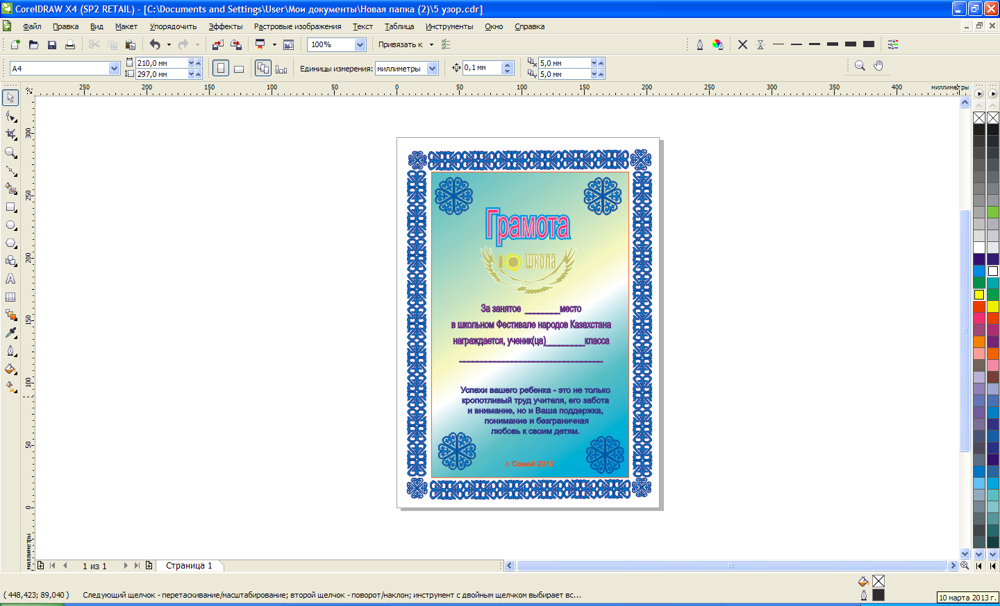 CorelDRAW X4 (SP2 RETAIL) - [C:\Documents and Settings\User\Мои документы\Новая папка (2)\5 узор.cdr]
Файл Правка Вид Макет Упорядочить Эффекты Растровые изображения Текст Таблица Инструменты Окно Справка
100% Привязать к
A4 210,0 мм 297,0 мм Единицы измерения: миллиметры 0,1 мм 5,0 мм 5,0 мм
250 200 150 100 50 0 50 100 150 200 250 300 350 400 миллиметры
300
250
200
150
100
50
0
миллиметры
Грамота
10 школа
За занятое ________место
в школьном Фестивале народов Казахстана
награждается, ученик(ца)_________класса
_________________________________
Успехи вашего ребенка - это не только
кропотливый труд учителя, его забота
и внимание, но и Ваша поддержка,
понимание и безграничная
любовь к своим детям.
г. Семей 2013
1 из 1 Страница 1
( 448,423; 89,040 ) Следующий щелчок - перетаскивание/масштабирование; второй щелчок - поворот/наклон; инструмент с двойным щелчком выбирает вс...
10 марта 2013 г.